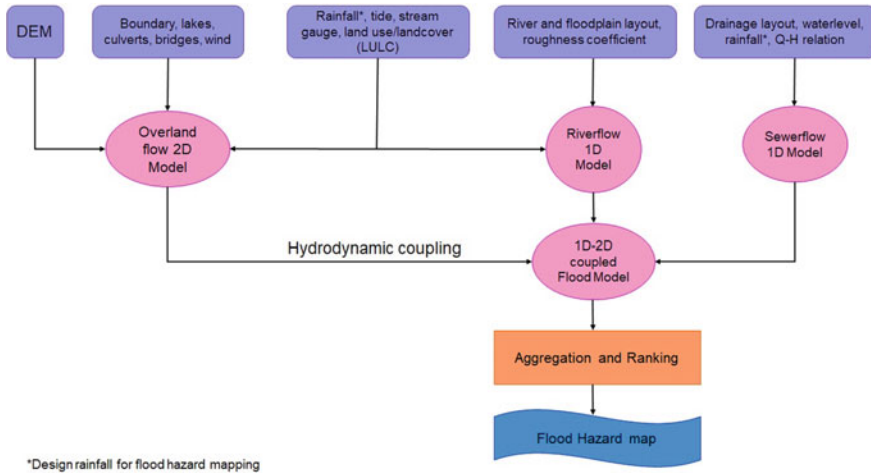 DEM
Boundary, lakes,
culverts, bridges, wind
Rainfall*, tide, stream
gauge, land use/landcover
(LULC)
River and floodplain layout,
roughness coefficient
Drainage layout, waterlevel,
rainfall*, Q-H relation
Overland
flow 2D
Model
Riverflow
1D
Model
Sewerflow
1D Model
Hydrodynamic coupling
1D-2D
coupled
Flood Model
Aggregation and Ranking
Flood Hazard map
*Design rainfall for flood hazard mapping